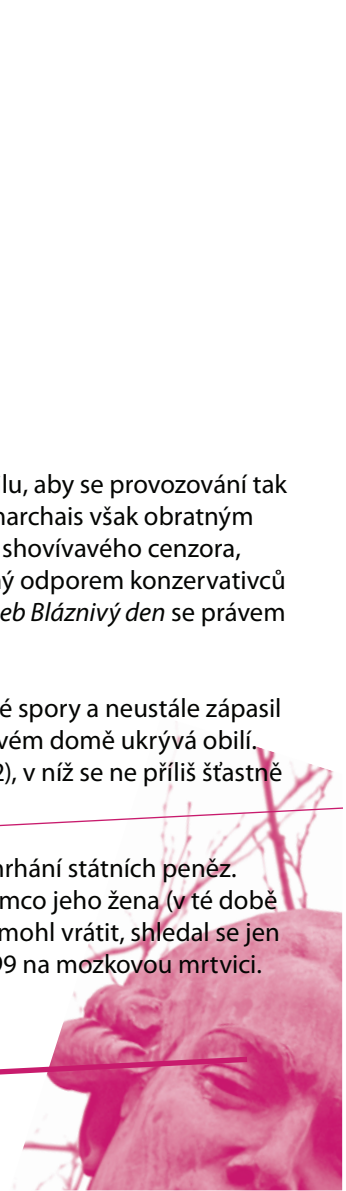 lu, aby se provozování tak
narchais však obratným
shovívavého cenzora,
ý odporem konzervativců
eb Bláznivý den se právem
é spory a neustále zápasil
vém domě ukrývá obilí.
2), v níž se ne příliš šťastně
nrhání státních peněz.
mco jeho žena (v té době
mohl vrátit, shledal se jen
99 na mozkovou mrtvici.